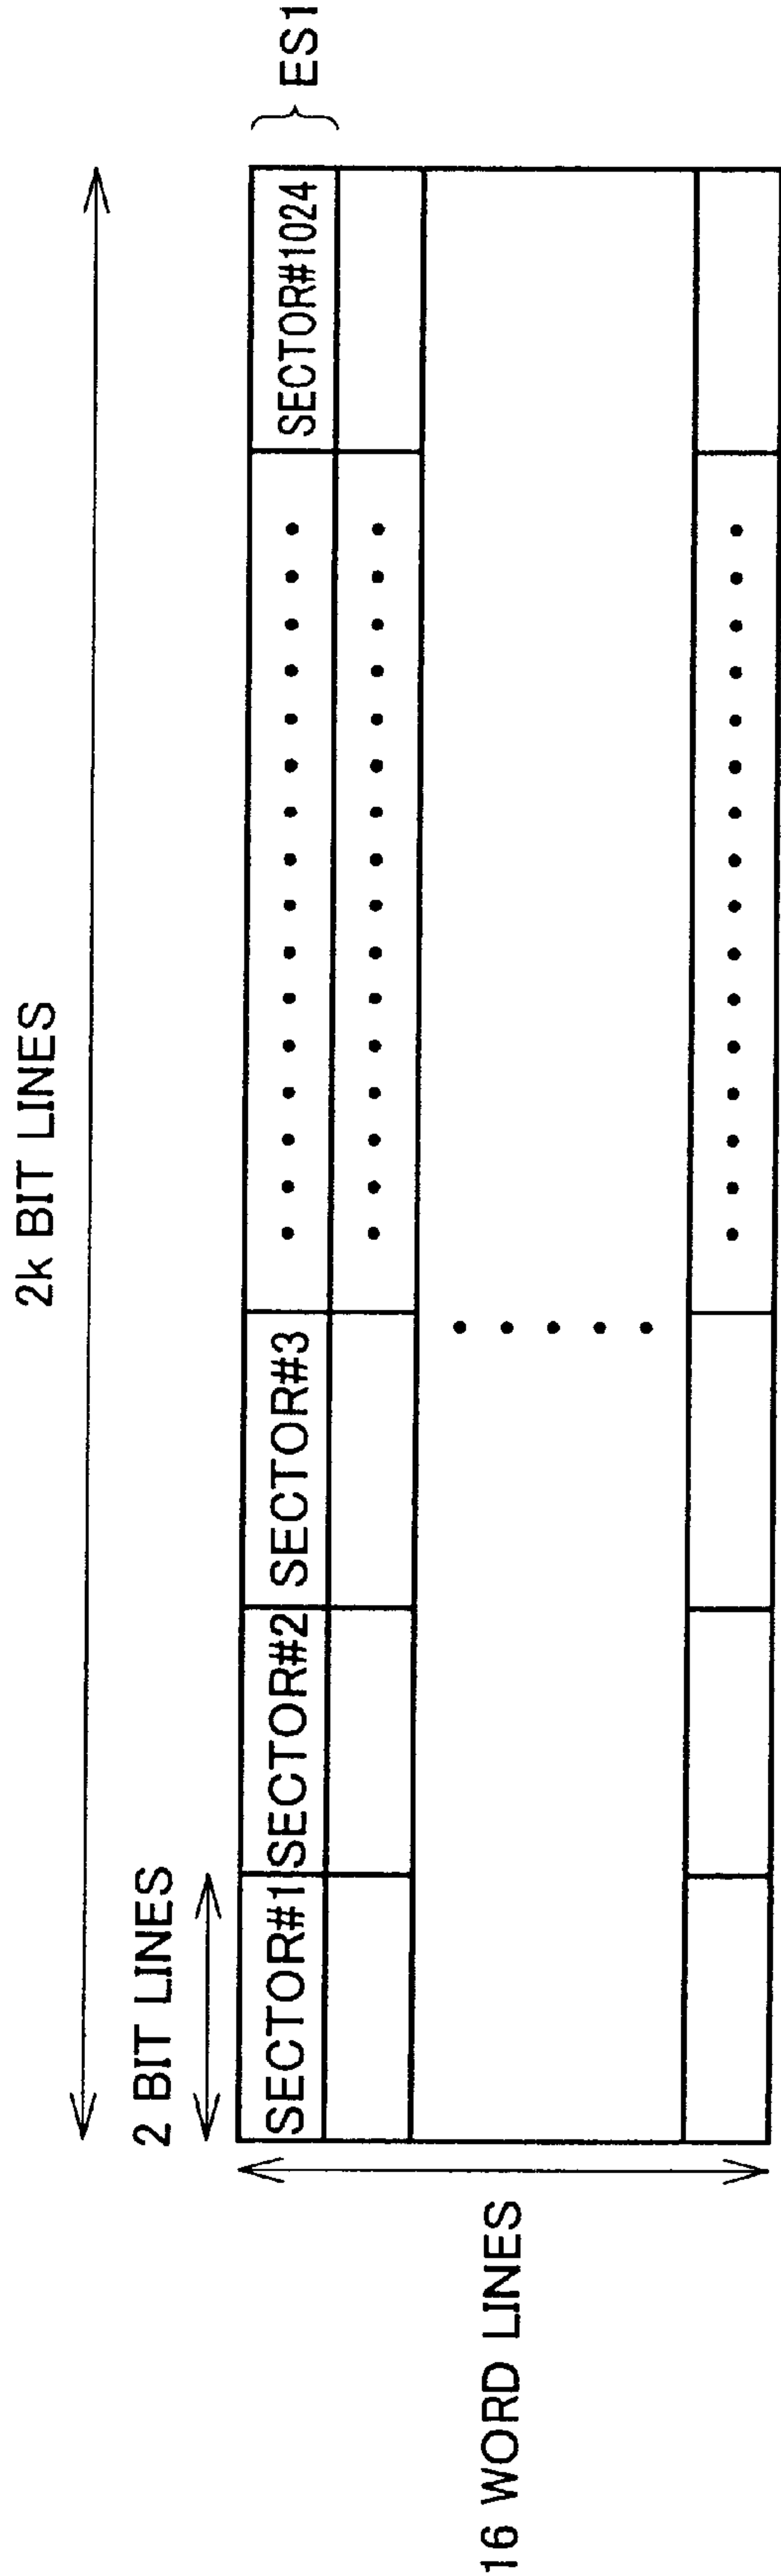 2k BIT LINES
2 BIT LINES
SECTOR#1 SECTOR#2 SECTOR#3 SECTOR#1024 ES1
16 WORD LINES